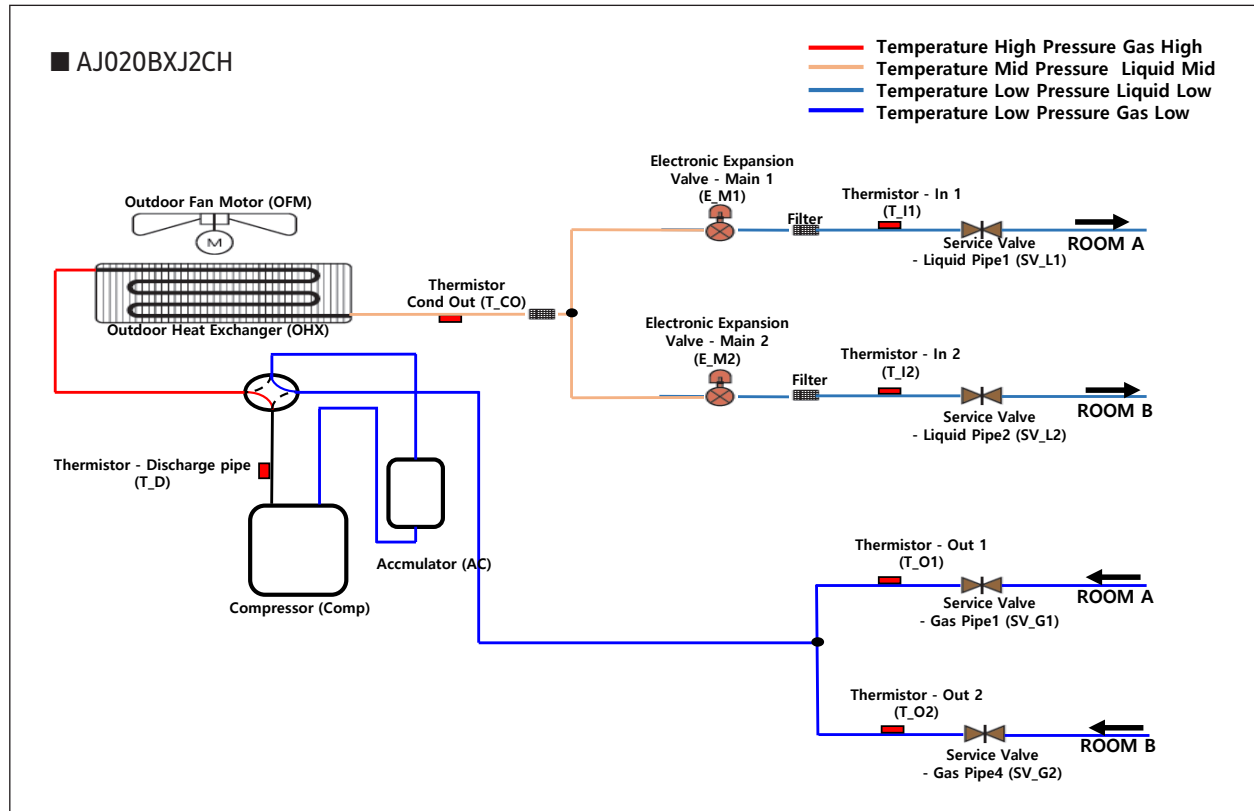 ■ AJ020BXJ2CH
Temperature High Pressure Gas High
Temperature Mid Pressure Liquid Mid
Temperature Low Pressure Liquid Low
Temperature Low Pressure Gas Low
Outdoor Fan Motor (OFM)
M
Outdoor Heat Exchanger (OHX)
Thermistor
Cond Out (T_CO)
Electronic Expansion
Valve - Main 1
(E_M1)
Filter
Thermistor - In 1
(T_I1)
Service Valve
- Liquid Pipe1 (SV_L1)
ROOM A
Electronic Expansion
Valve - Main 2
(E_M2)
Filter
Thermistor - In 2
(T_I2)
Service Valve
- Liquid Pipe2 (SV_L2)
ROOM B
Thermistor - Discharge pipe
(T_D)
Accmulator (AC)
Compressor (Comp)
Thermistor - Out 1
(T_O1)
Service Valve
- Gas Pipe1 (SV_G1)
ROOM A
Thermistor - Out 2
(T_O2)
Service Valve
- Gas Pipe4 (SV_G2)
ROOM B